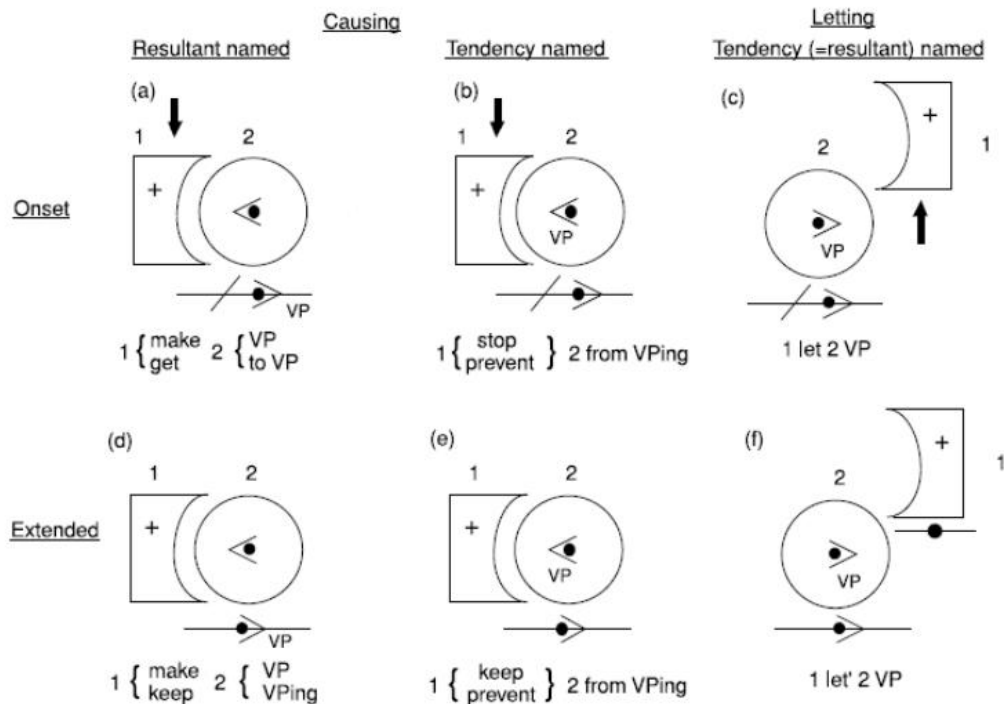 Causing
Letting
Resultant named
Tendency named
Tendency (=resultant) named
(a)
(b)
(c)
1
2
1
2
2
1
+
+
+
Onset
VP
VP
VP
1 { make get 2 { VP to VP
1 { stop prevent } 2 from VPing
1 let 2 VP
(d)
(e)
(f)
1
2
1
2
2
1
+
+
+
Extended
VP
VP
VP
1 { make keep 2 { VP VPing
1 { keep prevent } 2 from VPing
1 let' 2 VP